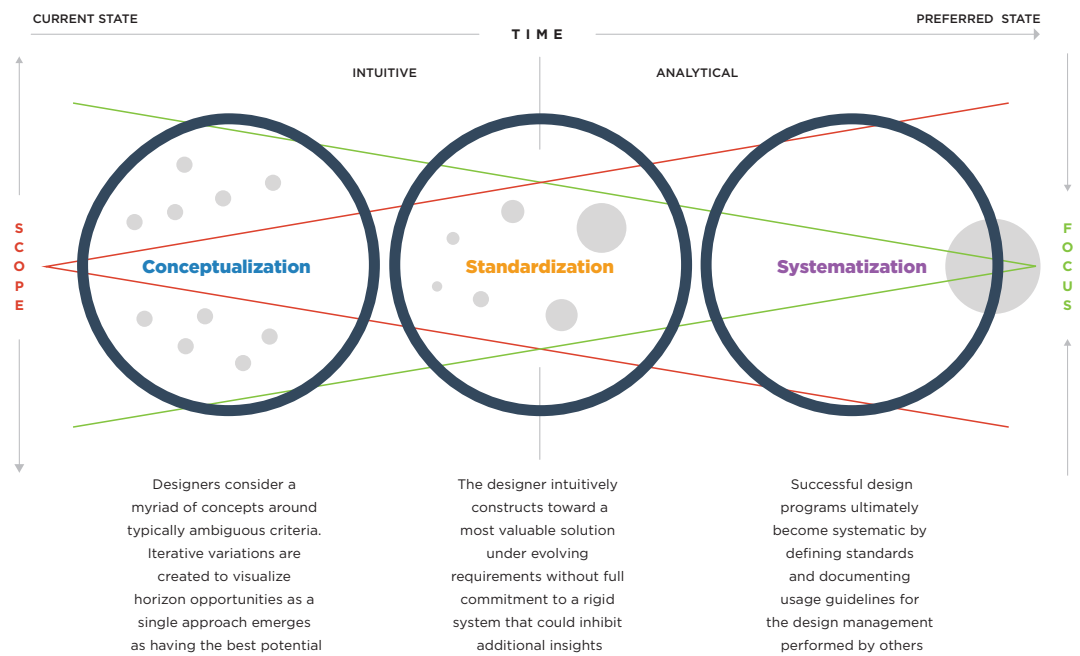 CURRENT STATE
PREFERRED STATE
TIME
INTUITIVE
ANALYTICAL
SCOPE
FOCUS
Conceptualization
Standardization
Systematization
Designers consider a
myriad of concepts around
typically ambiguous criteria.
Iterative variations are
created to visualize
horizon opportunities as a
single approach emerges
as having the best potential
The designer intuitively
constructs toward a
most valuable solution
under evolving
requirements without full
commitment to a rigid
system that could inhibit
additional insights
Successful design
programs ultimately
become systematic by
defining standards
and documenting
usage guidelines for
the design management
performed by others